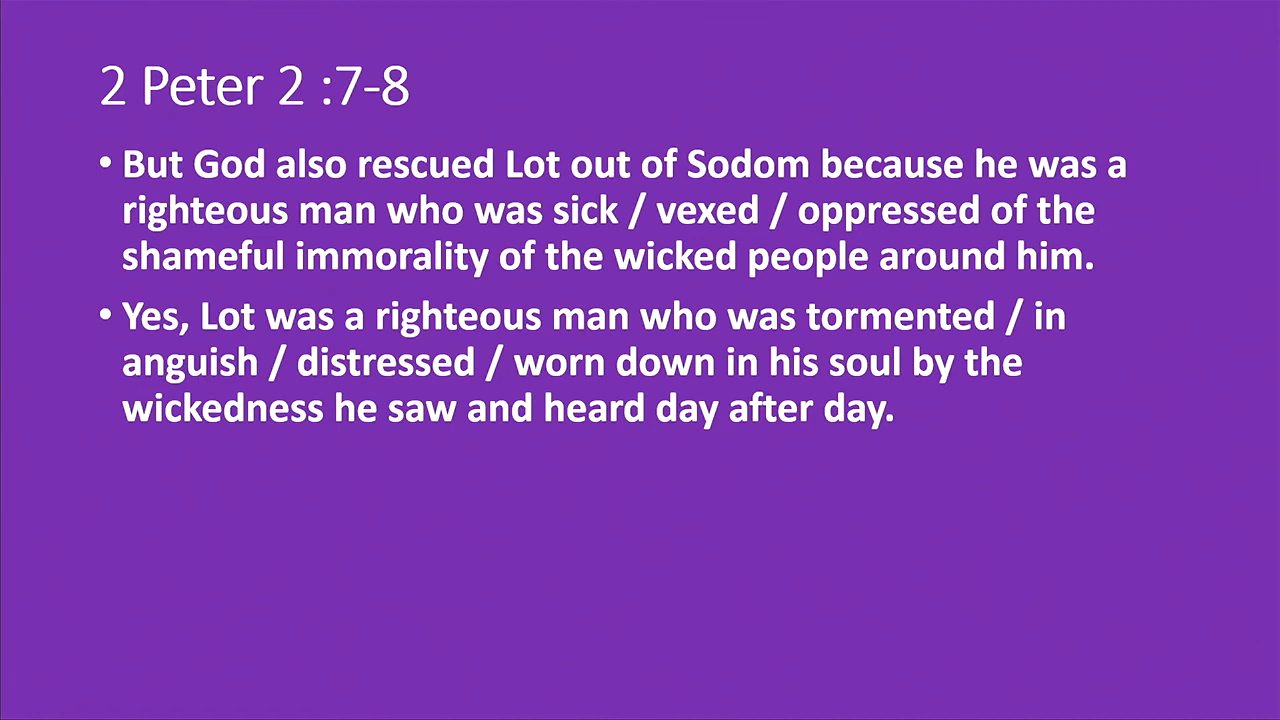 2 Peter 2 :7-8
• But God also rescued Lot out of Sodom because he was a
righteous man who was sick / vexed / oppressed of the
shameful immorality of the wicked people around him.
• Yes, Lot was a righteous man who was tormented / in
anguish / distressed / worn down in his soul by the
wickedness he saw and heard day after day.